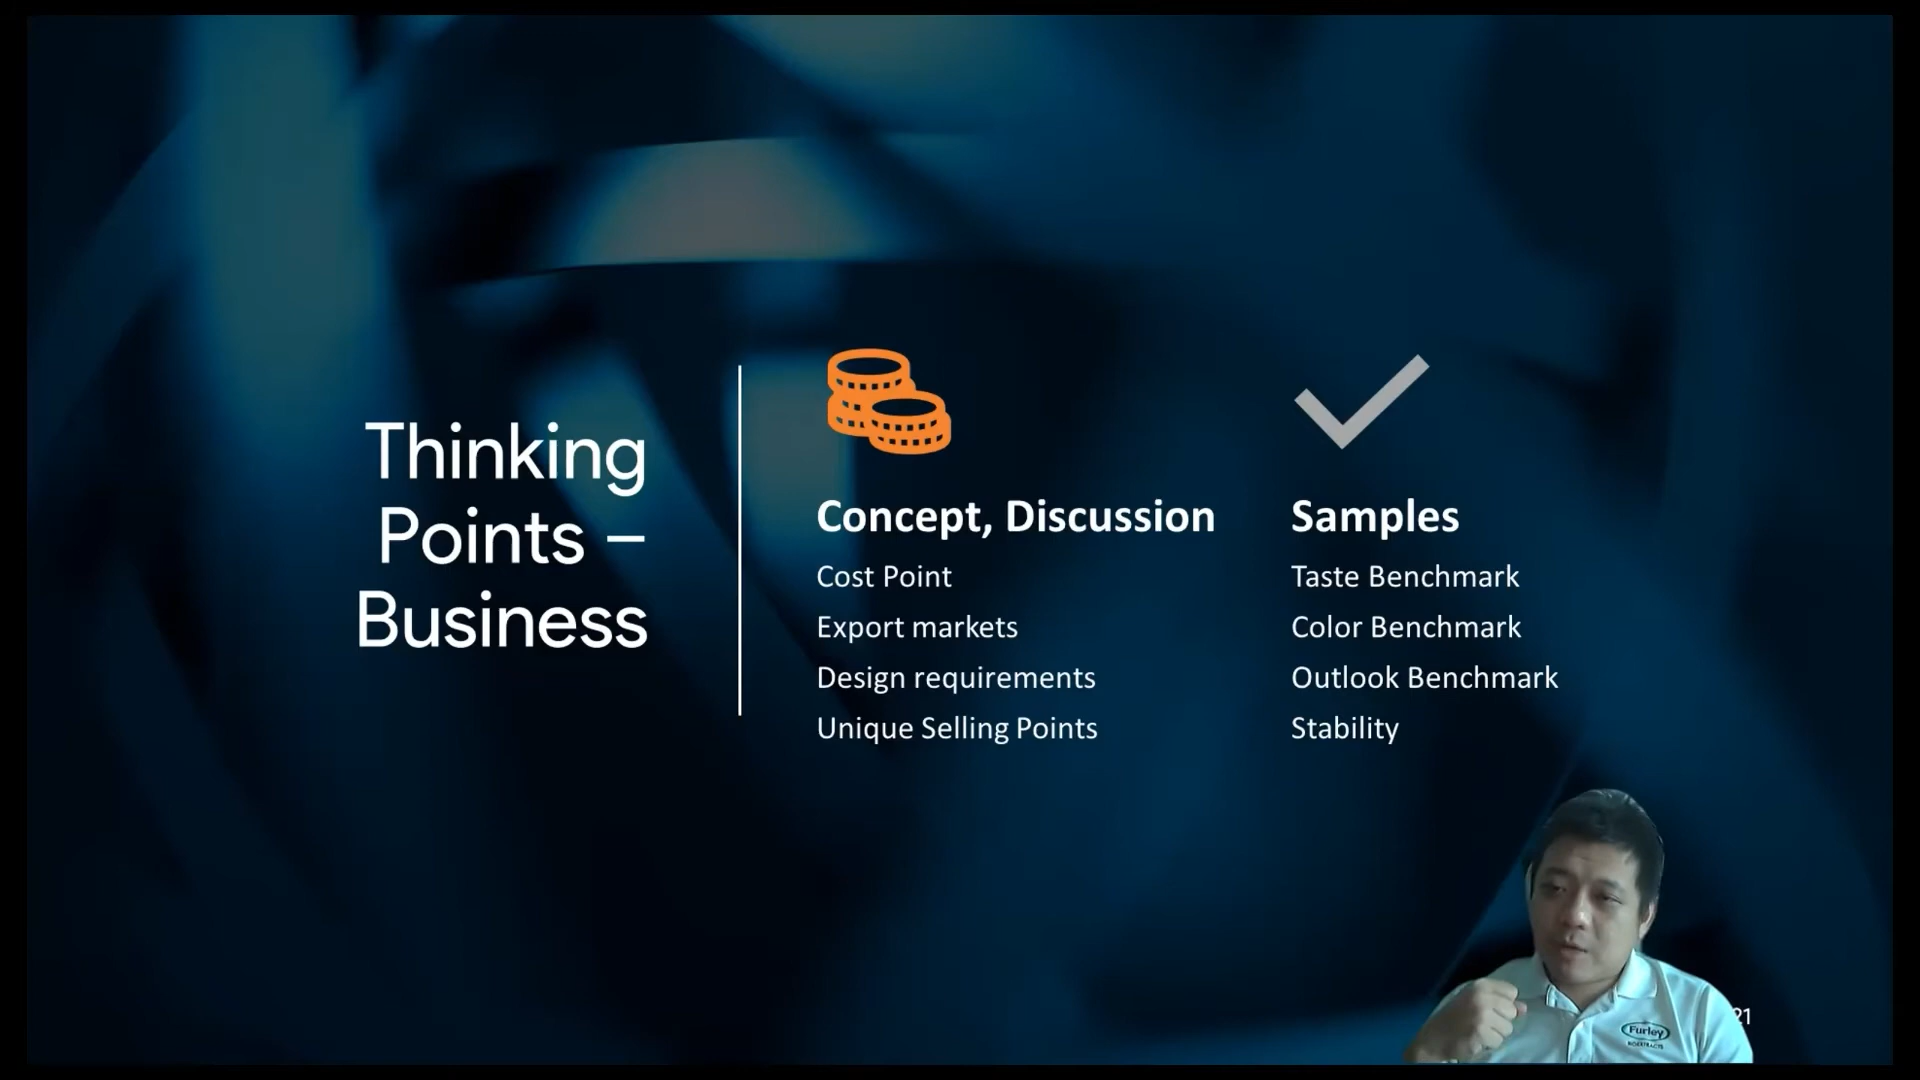 Thinking
Points –
Business
Concept, Discussion
Cost Point
Export markets
Design requirements
Unique Selling Points
Samples
Taste Benchmark
Color Benchmark
Outlook Benchmark
Stability
Furley
21